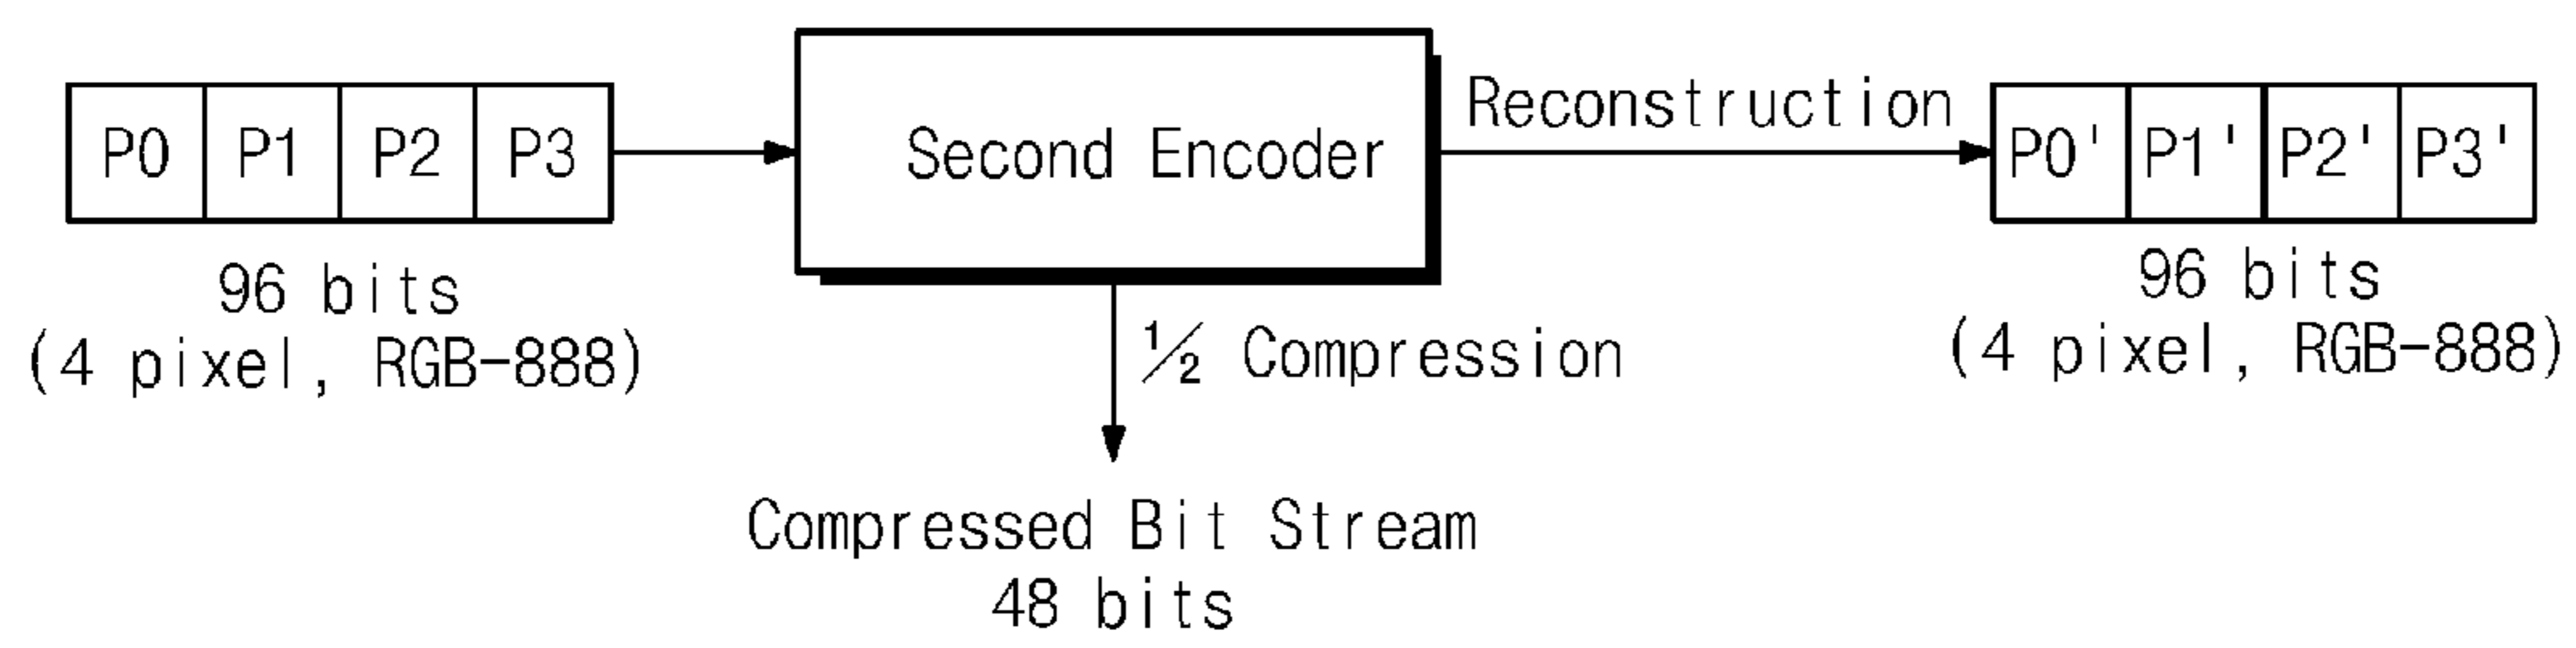 P0 P1 P2 P3
96 bits
(4 pixel, RGB-888)
Second Encoder
½ Compression
Compressed Bit Stream
48 bits
Reconstruction
P0' P1' P2' P3'
96 bits
(4 pixel, RGB-888)